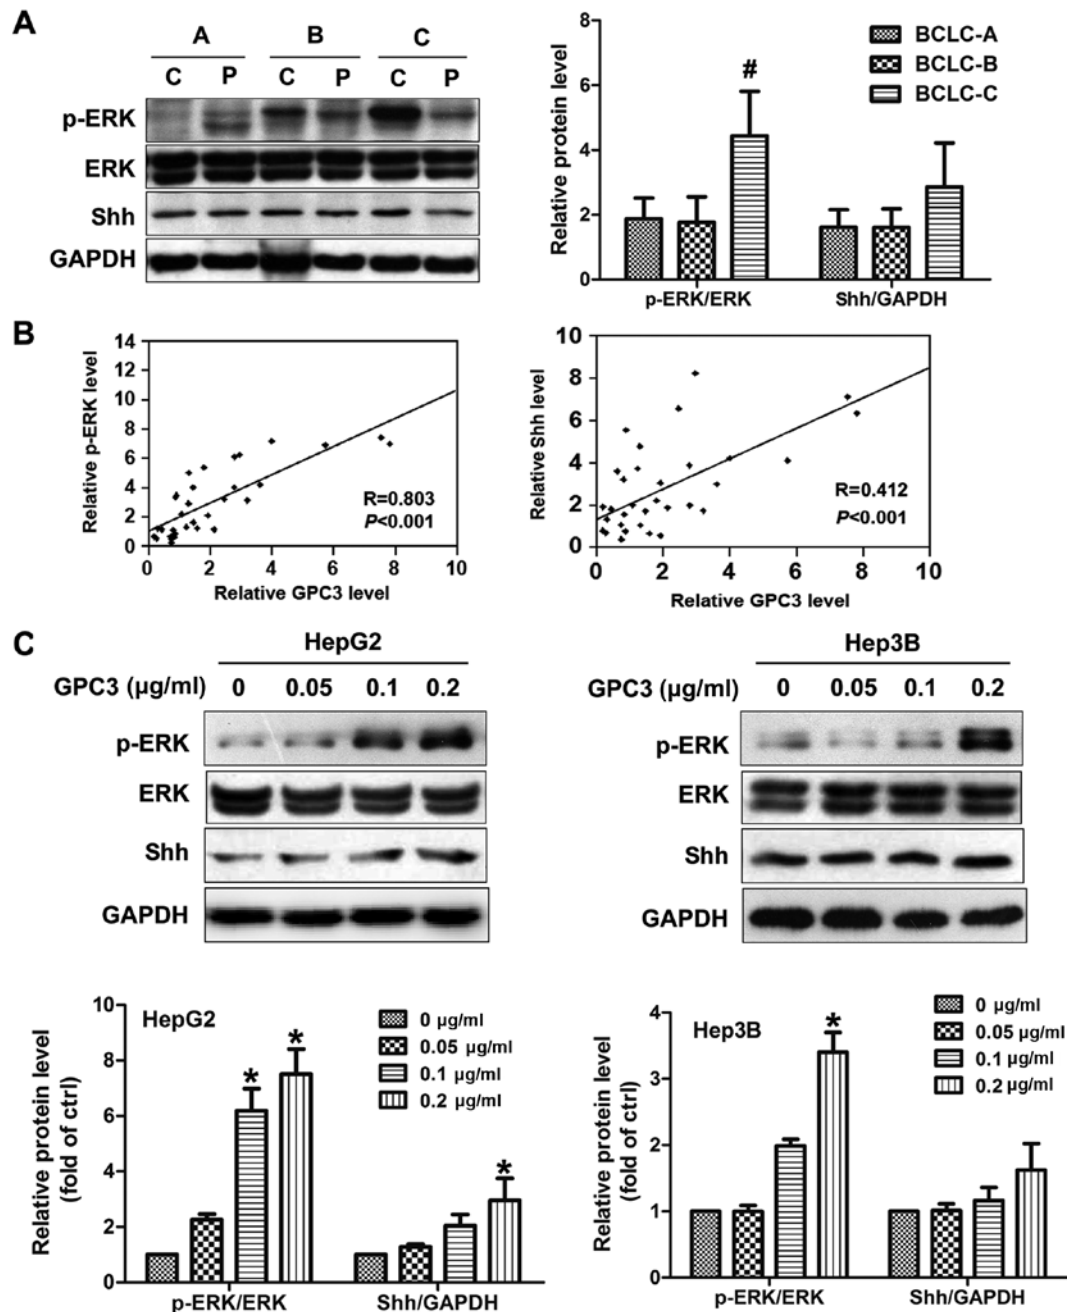 A
A B C
C P C P C P
p-ERK
ERK
Shh
GAPDH
Relative protein level
8
6
4
2
0
#
BCLC-A
BCLC-B
BCLC-C
p-ERK/ERK Shh/GAPDH
B
Relative p-ERK level
14
12
10
8
6
4
2
0
R=0.803
P<0.001
0 2 4 6 8 10
Relative GPC3 level
Relative Shh level
10
8
6
4
2
0
R=0.412
P<0.001
0 2 4 6 8 10
Relative GPC3 level
C
HepG2
GPC3 (µg/ml) 0 0.05 0.1 0.2
p-ERK
ERK
Shh
GAPDH
Hep3B
GPC3 (µg/ml) 0 0.05 0.1 0.2
p-ERK
ERK
Shh
GAPDH
Relative protein level
(fold of ctrl)
10
8
6
4
2
0
HepG2
* * *
0 µg/ml
0.05 µg/ml
0.1 µg/ml
0.2 µg/ml
p-ERK/ERK Shh/GAPDH
Relative protein level
(fold of ctrl)
4
3
2
1
0
Hep3B
*
0 µg/ml
0.05 µg/ml
0.1 µg/ml
0.2 µg/ml
p-ERK/ERK Shh/GAPDH